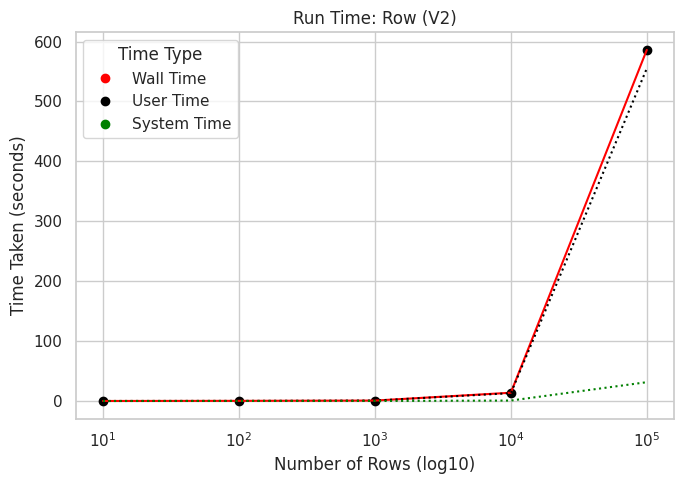 Run Time: Row (V2)
Time Type
Wall Time
User Time
System Time
Time Taken (seconds)
600
500
400
300
200
100
0
10¹
10²
10³
10⁴
10⁵
Number of Rows (log10)